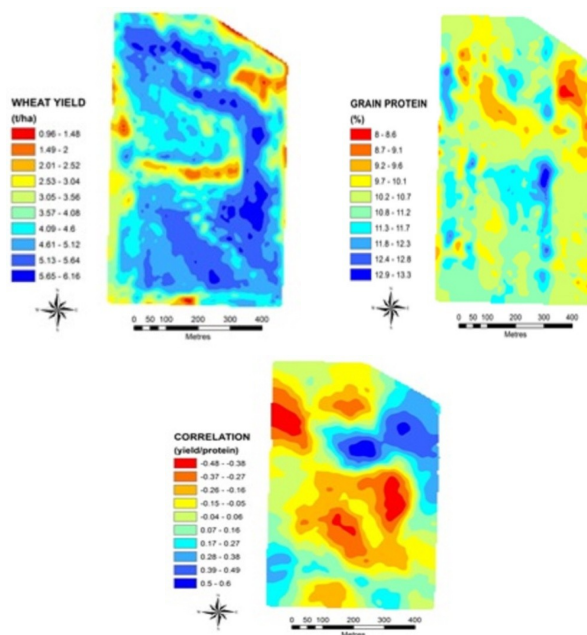 WHEAT YIELD
(t/ha)
0.96 - 1.48
1.49 - 2
2.01 - 2.52
2.53 - 3.04
3.05 - 3.56
3.57 - 4.08
4.09 - 4.6
4.61 - 5.12
5.13 - 5.64
5.65 - 6.16
0 50 100 200 300 400
Metres
GRAIN PROTEIN
(%)
8 - 8.6
8.7 - 9.1
9.2 - 9.6
9.7 - 10.1
10.2 - 10.7
10.8 - 11.2
11.3 - 11.7
11.8 - 12.3
12.4 - 12.8
12.9 - 13.3
0 50 100 200 300 400
Metres
CORRELATION
(yield/protein)
-0.48 - -0.38
-0.37 - -0.27
-0.26 - -0.16
-0.15 - -0.05
-0.04 - 0.06
0.07 - 0.16
0.17 - 0.27
0.28 - 0.38
0.39 - 0.49
0.5 - 0.6
0 50 100 200 300 400
Metres